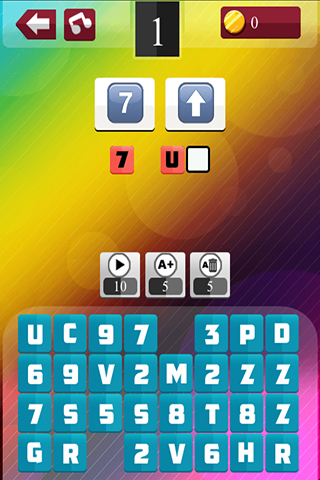 1
0
7
7 U
10 A+ 5 A 5
U C 9 7 3 P D
6 9 V 2 M 2 Z Z
7 S 5 S 8 T 8 Z
G R 2 V 6 H R